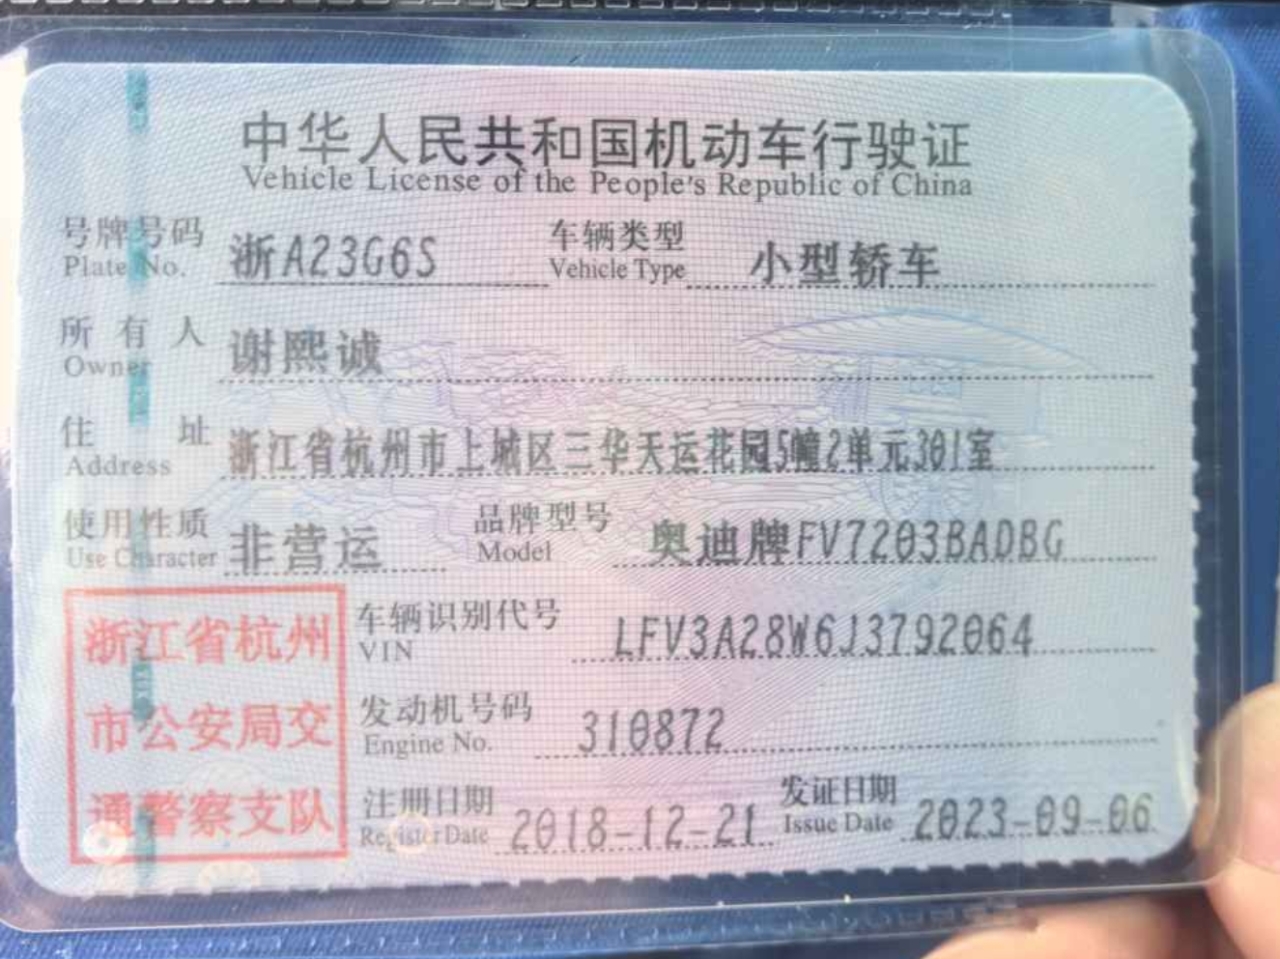 中华人民共和国机动车行驶证
Vehicle License of the People's Republic of China
号牌号码 浙A23G6S 车辆类型 小型轿车
Plate No. Vehicle Type
所有人 谢熙诚
Owner
住址 浙江省杭州市上城区三华天运花园5幢2单元301室
Address
使用性质 非营运 品牌型号 奥迪牌FV7203BADBG
Use Character Model
浙江省杭州
市公安局交
通警察支队
车辆识别代号 LFV3A28W6J3792064
VIN
发动机号码 310872
Engine No.
注册日期 2018-12-21 发证日期 2023-09-06
Register Date Issue Date